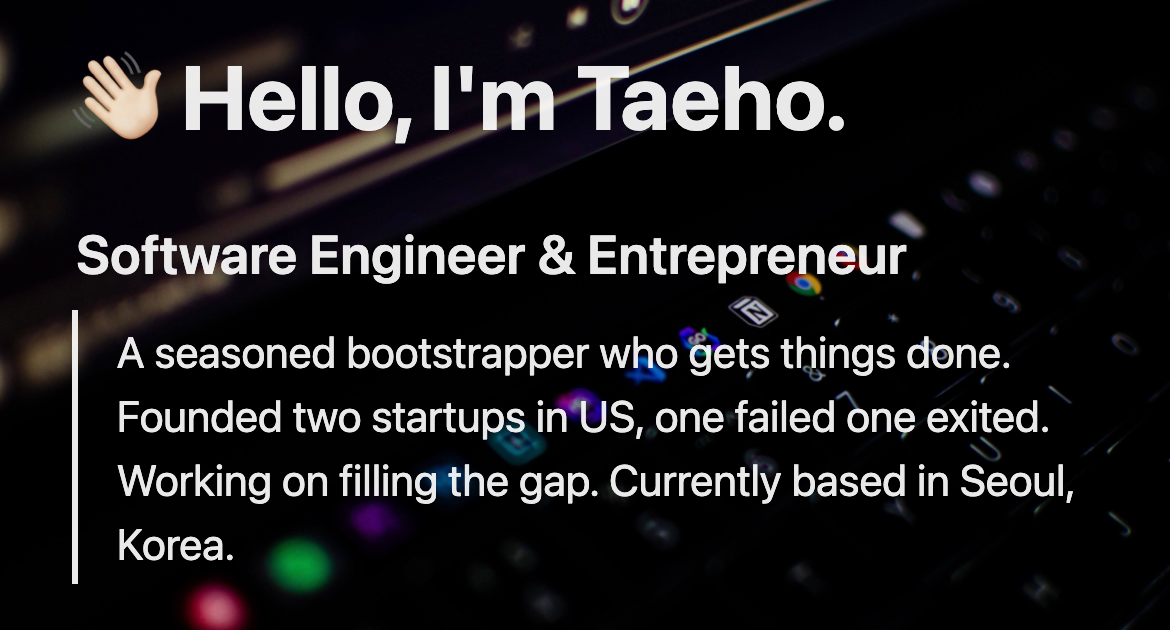 👋🏻 Hello, I'm Taeho.
Software Engineer & Entrepreneur
A seasoned bootstrapper who gets things done.
Founded two startups in US, one failed one exited.
Working on filling the gap. Currently based in Seoul,
Korea.